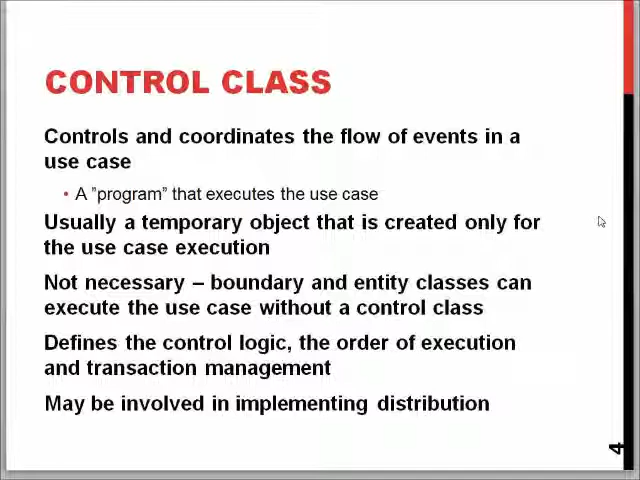 CONTROL CLASS
Controls and coordinates the flow of events in a
use case
• A ”program” that executes the use case
Usually a temporary object that is created only for
the use case execution
Not necessary – boundary and entity classes can
execute the use case without a control class
Defines the control logic, the order of execution
and transaction management
May be involved in implementing distribution
4